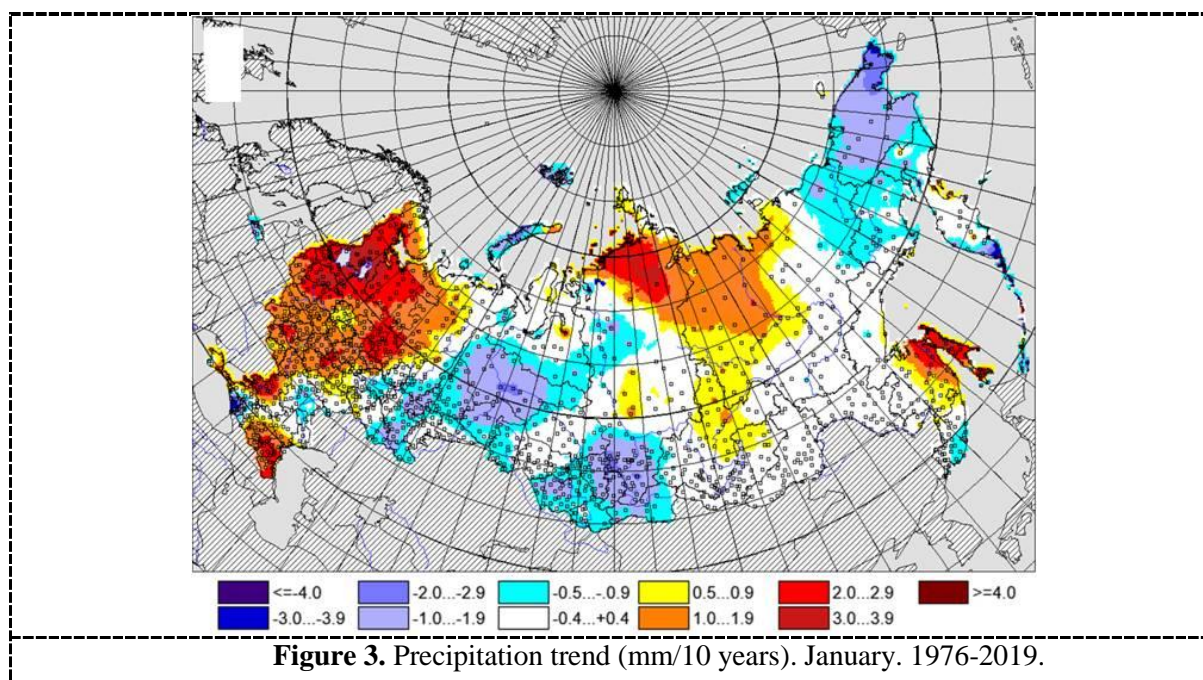 <=-4.0 -2.0...-2.9 -0.5...-.0.9 0.5...0.9 2.0...2.9 >=4.0
-3.0...-3.9 -1.0...-1.9 -0.4...+0.4 1.0...1.9 3.0...3.9
Figure 3. Precipitation trend (mm/10 years). January. 1976-2019.